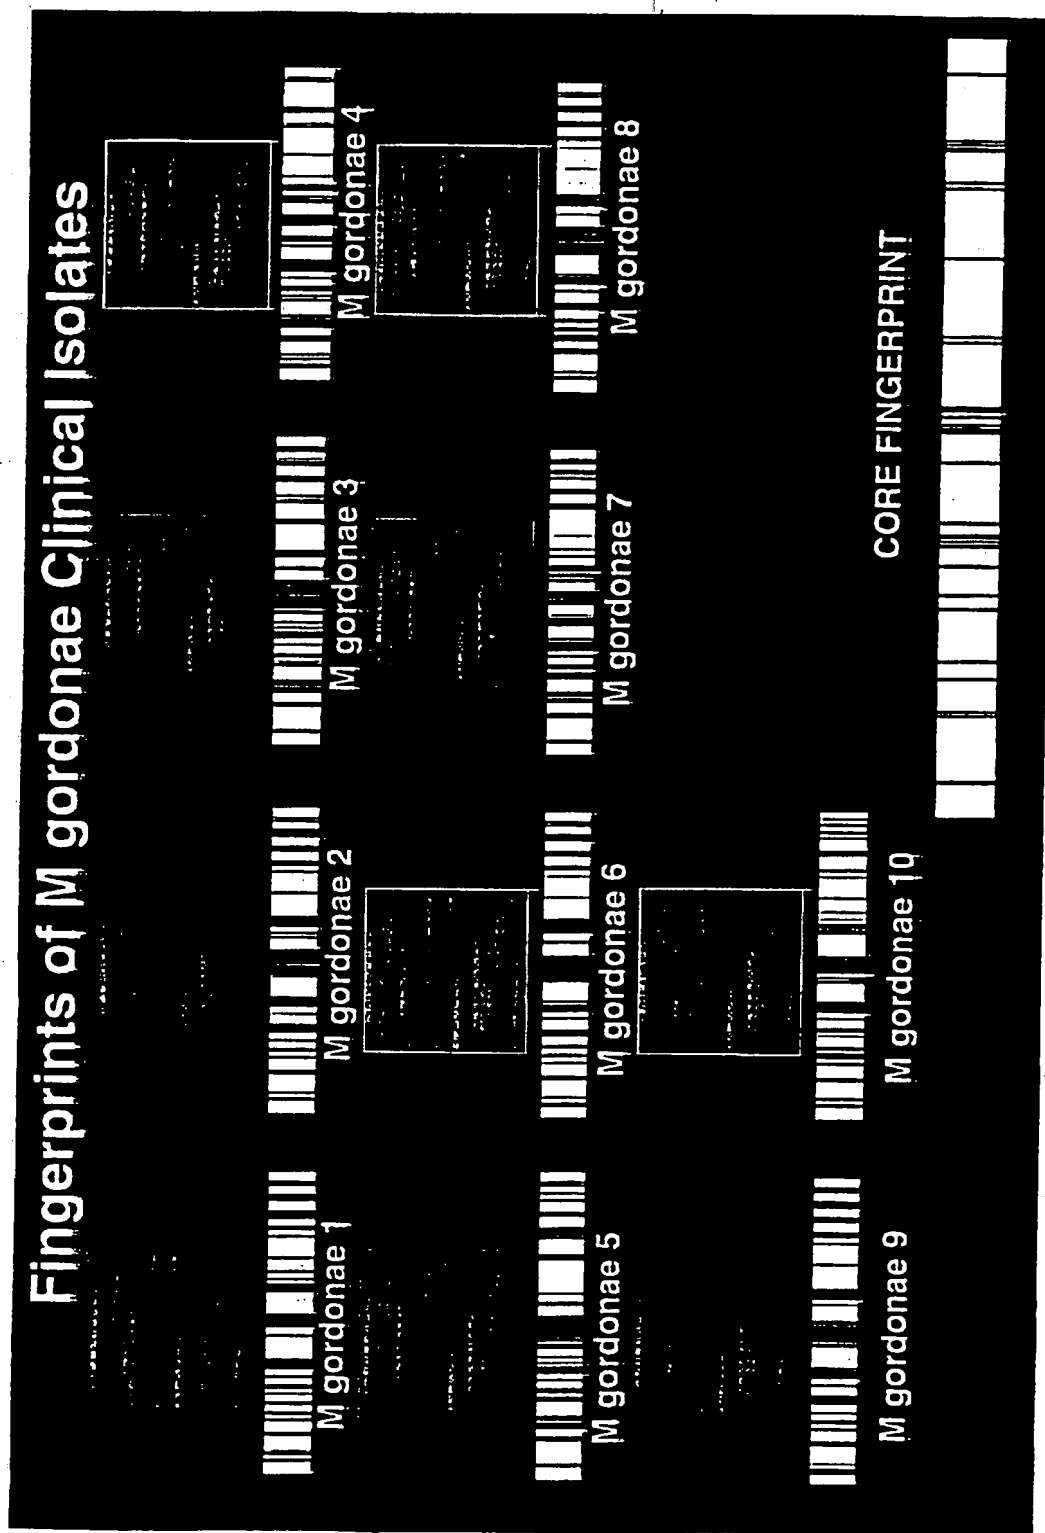 Fingerprints of M gordonae Clinical Isolates
M gordonae 1
M gordonae 2
M gordonae 3
M gordonae 4
M gordonae 5
M gordonae 6
M gordonae 7
M gordonae 8
M gordonae 9
M gordonae 10
CORE FINGERPRINT